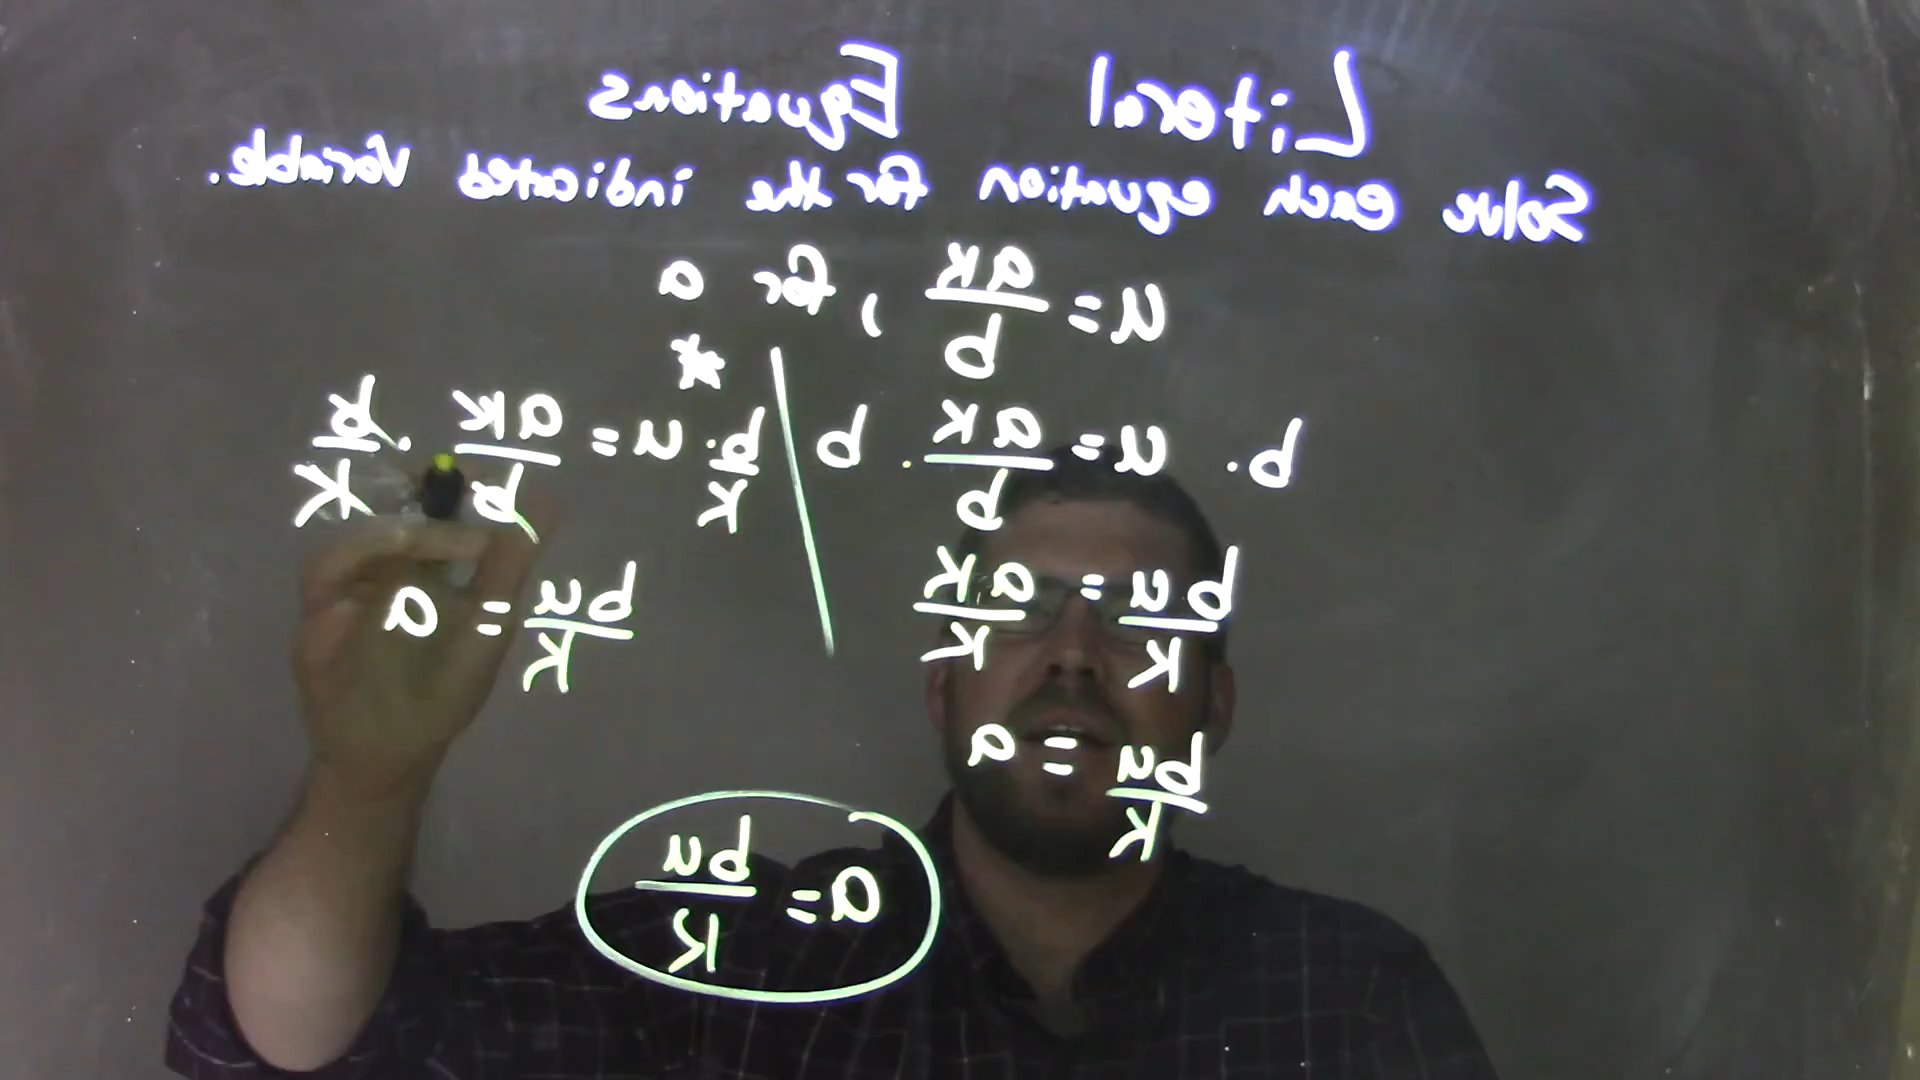 Literal Equations
Solve each equation for the indicated variable.
u = ak/b , for a
*
b · u = ak/b · b
bu/k = ak/k
bu/k = a
b/k · u = ak/b · b/k
bu/k = a
a = bu/k